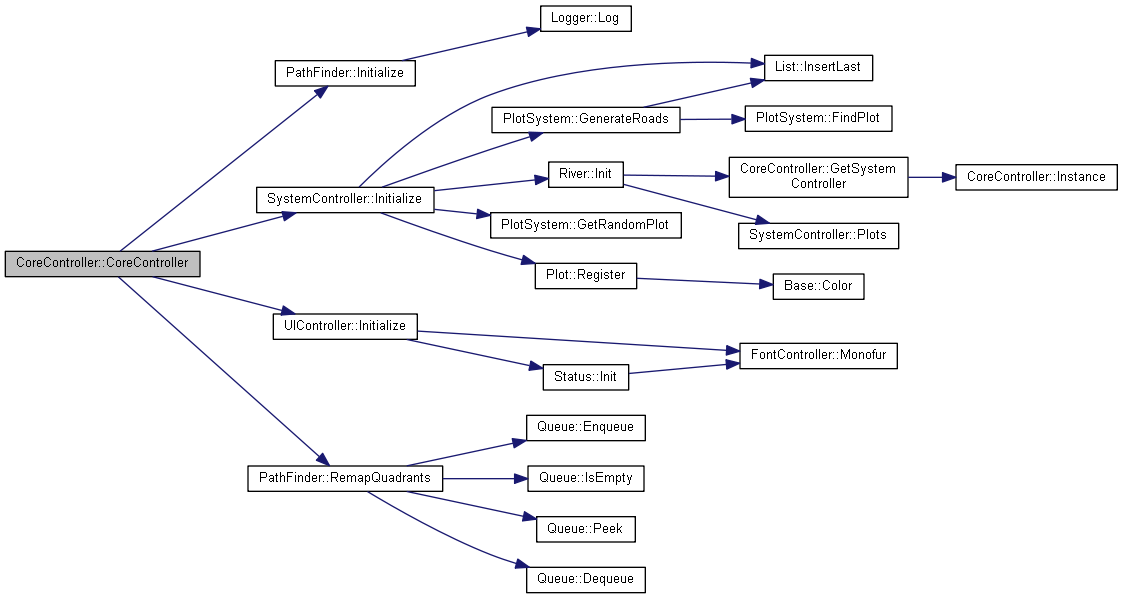 Logger::Log
PathFinder::Initialize
List::InsertLast
PlotSystem::GenerateRoads
PlotSystem::FindPlot
River::Init
CoreController::GetSystem
Controller
CoreController::Instance
SystemController::Initialize
PlotSystem::GetRandomPlot
SystemController::Plots
CoreController::CoreController
Plot::Register
Base::Color
UIController::Initialize
FontController::Monofur
Status::Init
Queue::Enqueue
PathFinder::RemapQuadrants
Queue::IsEmpty
Queue::Peek
Queue::Dequeue